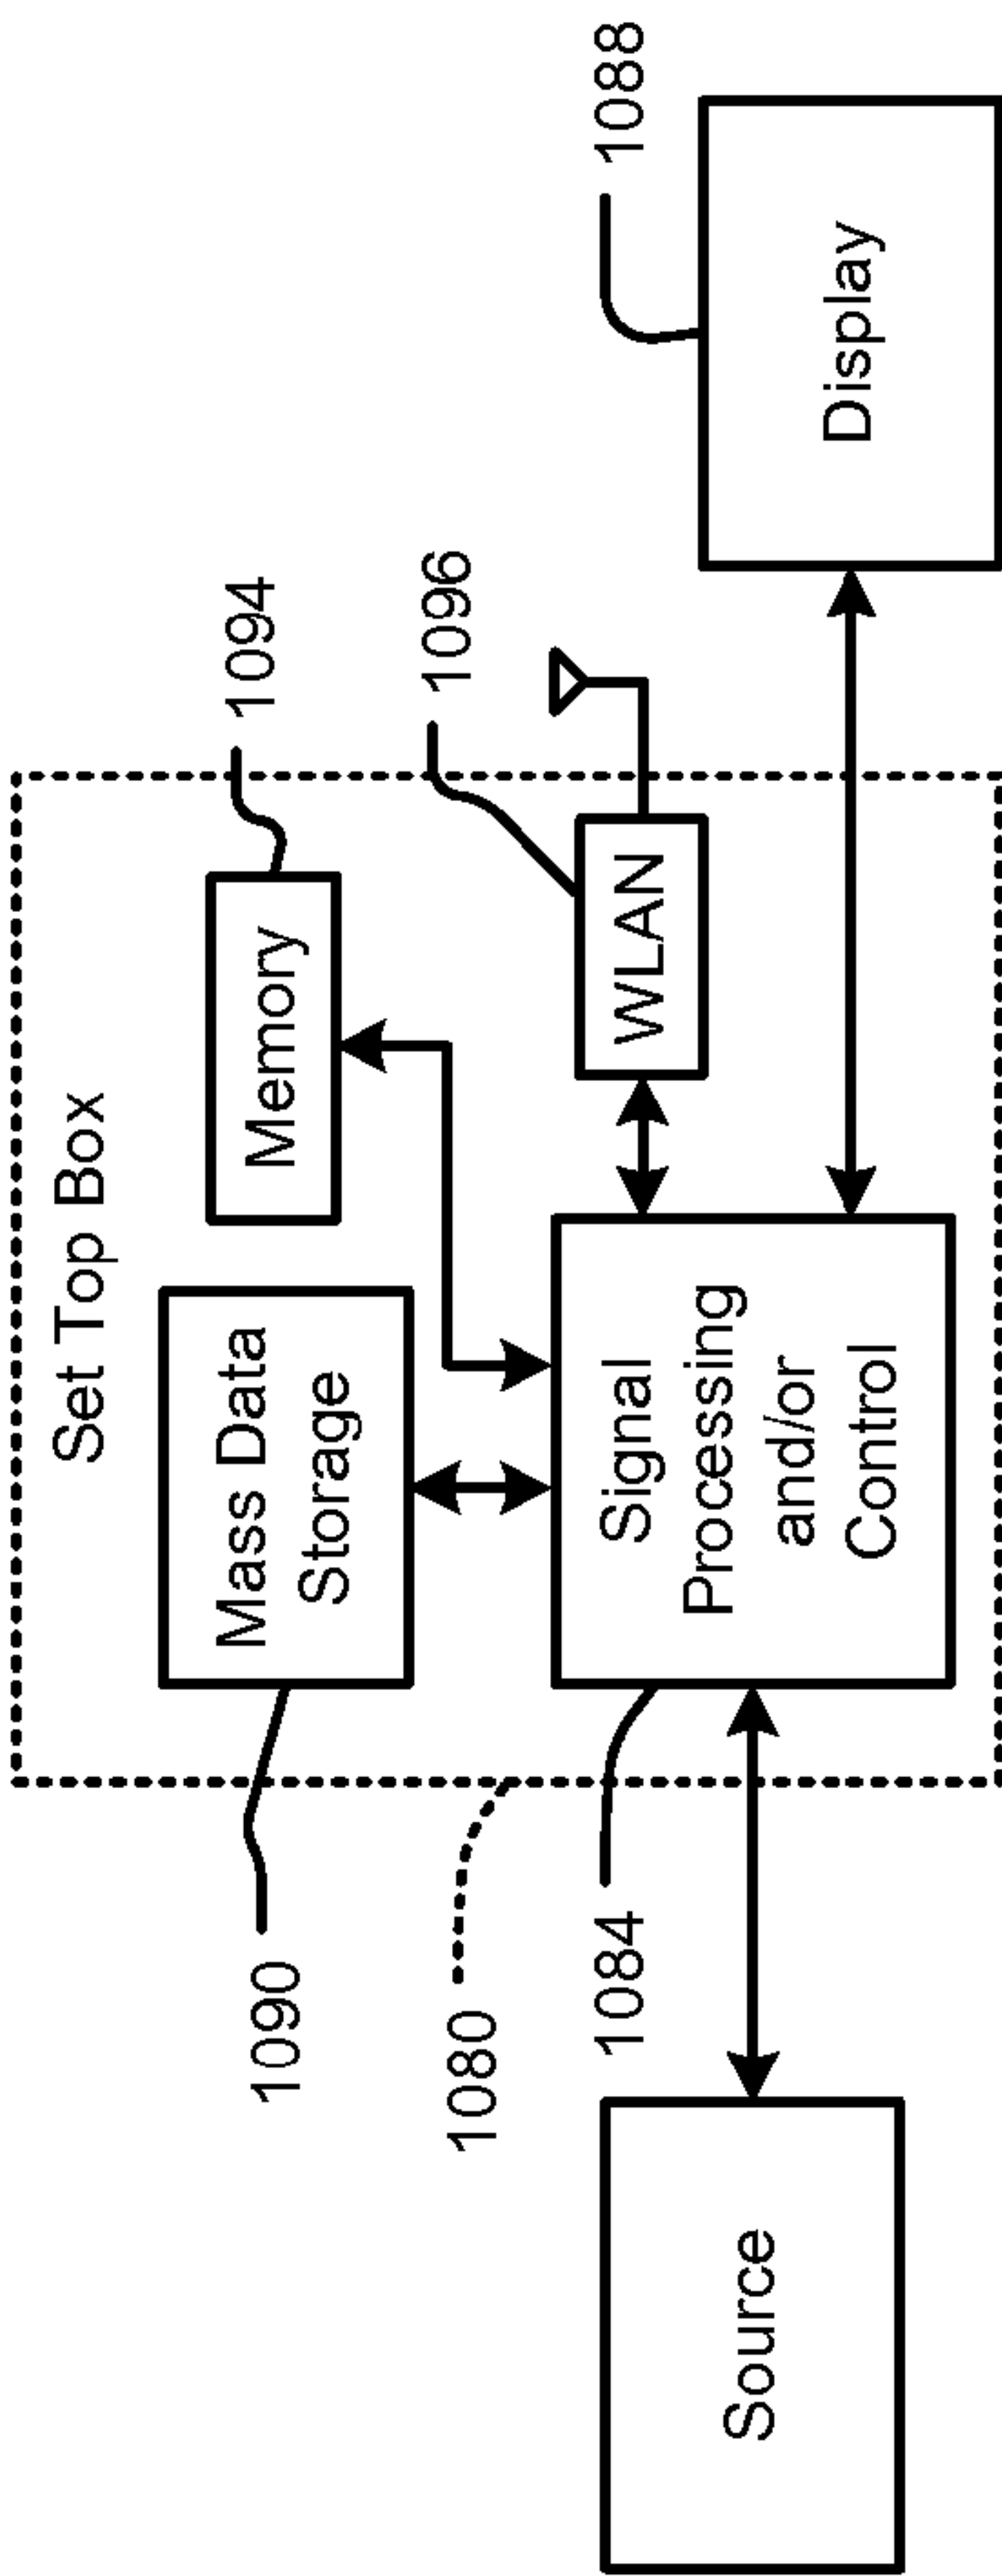 Set Top Box
1090
Mass Data
Storage
Memory
1094
1080
1096
1084
Signal
Processing
and/or
Control
WLAN
1088
Source
Display